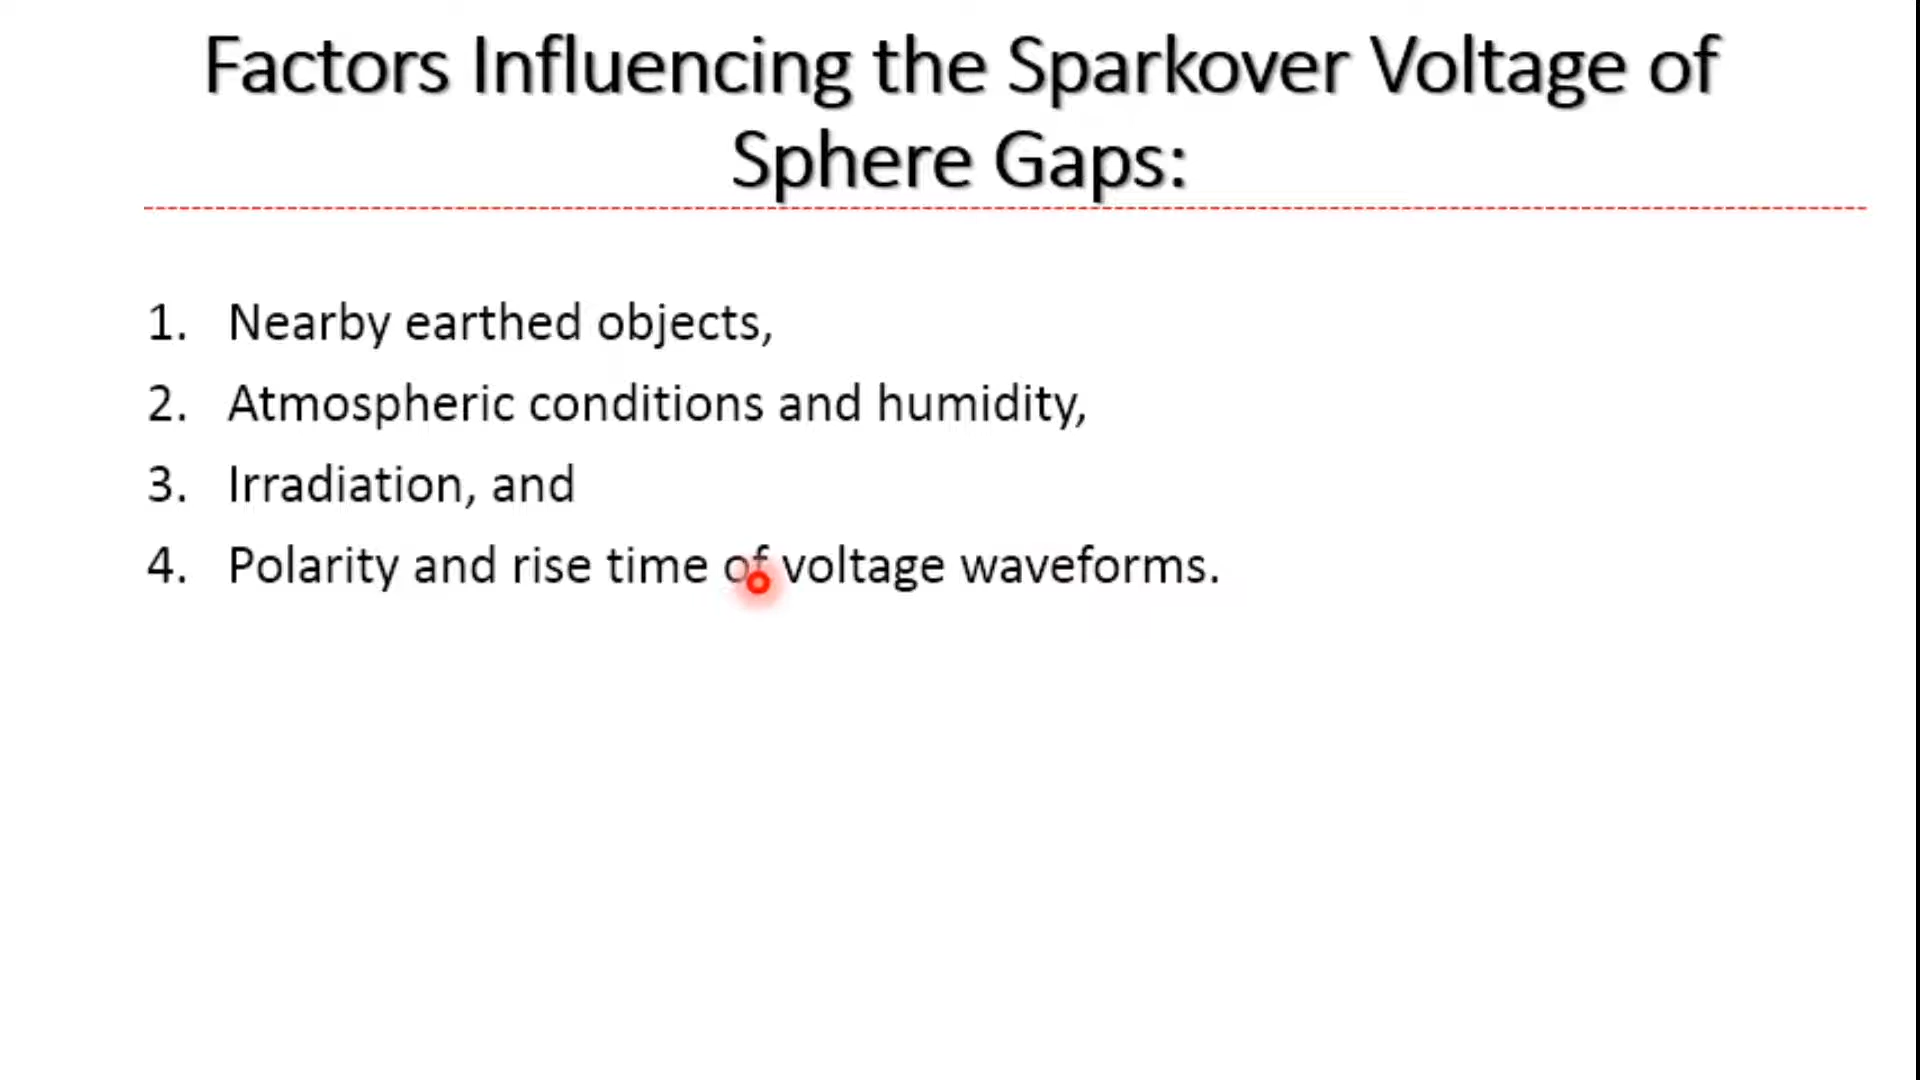 Factors Influencing the Sparkover Voltage of
Sphere Gaps:
1. Nearby earthed objects,
2. Atmospheric conditions and humidity,
3. Irradiation, and
4. Polarity and rise time of voltage waveforms.